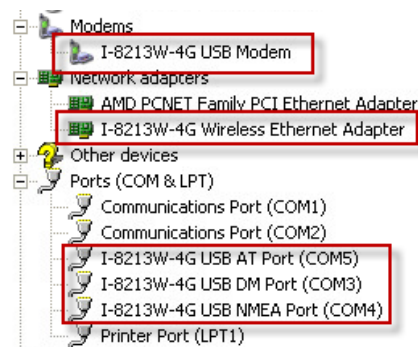 Modems
I-8213W-4G USB Modem
Network adapters
AMD PCNET Family PCI Ethernet Adapter
I-8213W-4G Wireless Ethernet Adapter
Other devices
Ports (COM & LPT)
Communications Port (COM1)
Communications Port (COM2)
I-8213W-4G USB AT Port (COM5)
I-8213W-4G USB DM Port (COM3)
I-8213W-4G USB NMEA Port (COM4)
Printer Port (LPT1)